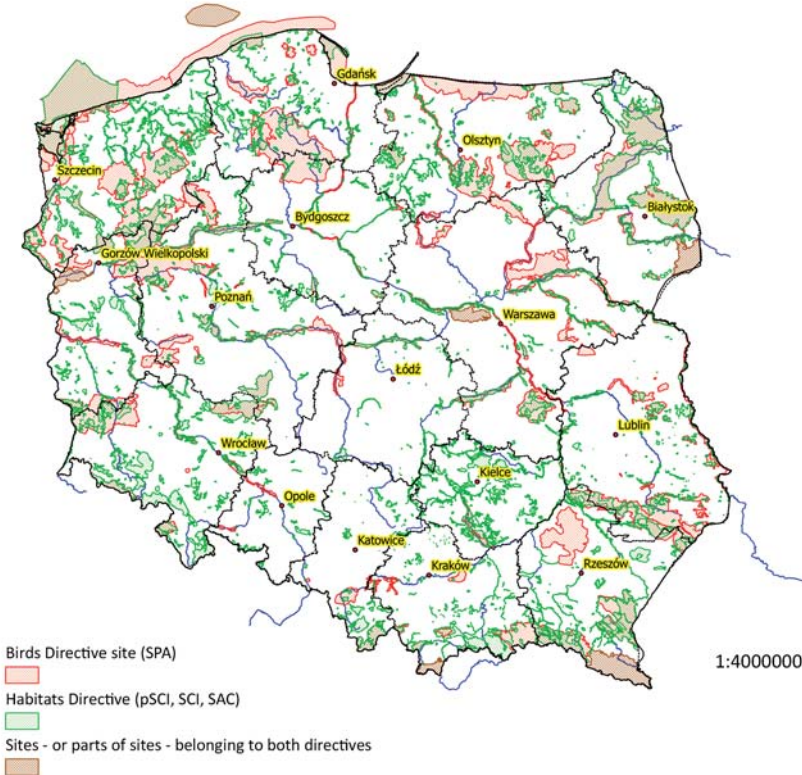 Gdańsk
Olsztyn
Szczecin
Białystok
Bydgoszcz
Gorzów Wielkopolski
Poznań
Warszawa
Łódź
Lublin
Wrocław
Kielce
Opole
Katowice
Kraków
Rzeszów
Birds Directive site (SPA)
1:4000000
Habitats Directive (pSCI, SCI, SAC)
Sites - or parts of sites - belonging to both directives